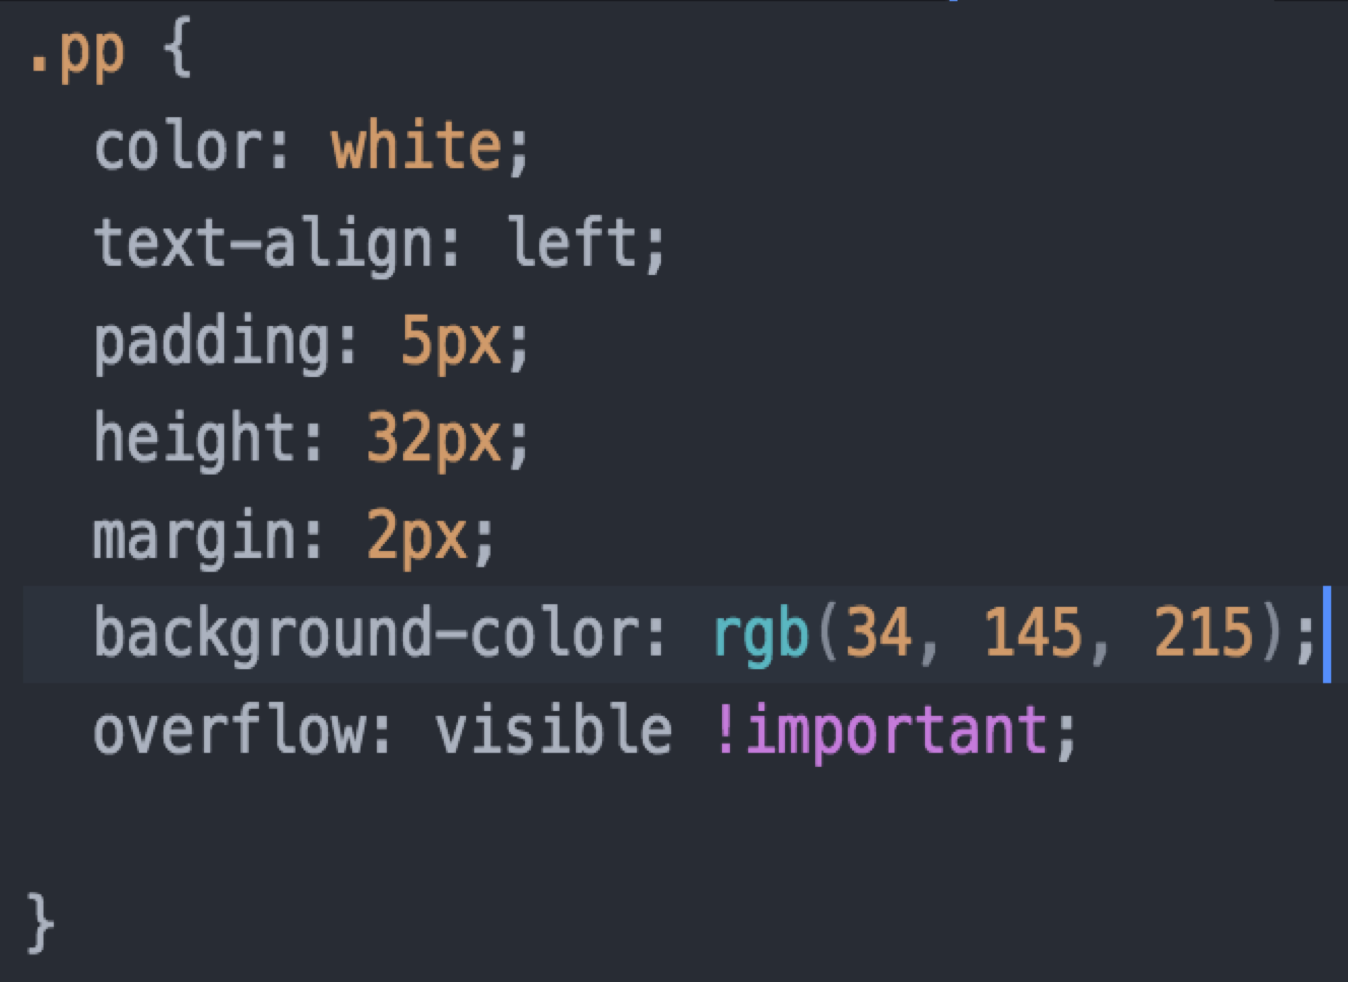 .pp {
  color: white;
  text-align: left;
  padding: 5px;
  height: 32px;
  margin: 2px;
  background-color: rgb(34, 145, 215);
  overflow: visible !important;

}